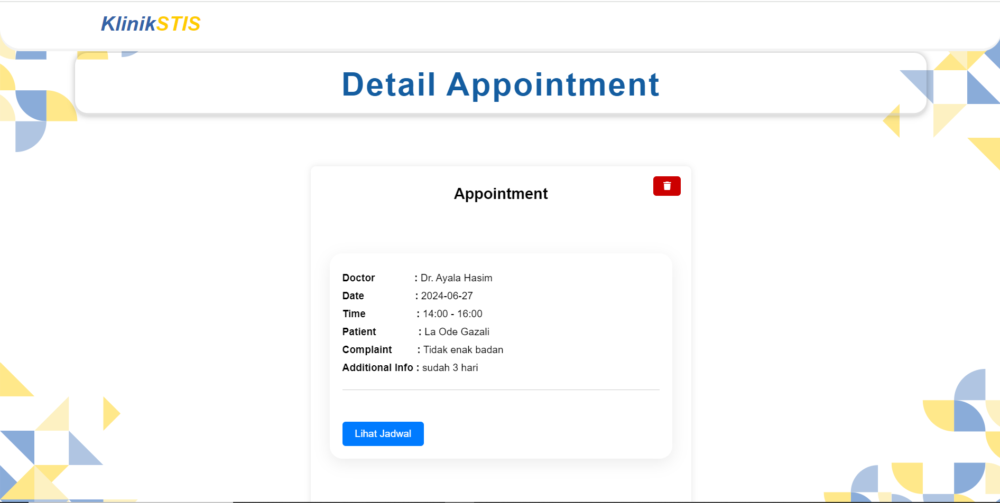 KlinikSTIS
Detail Appointment
Appointment
Doctor : Dr. Ayala Hasim
Date : 2024-06-27
Time : 14:00 - 16:00
Patient : La Ode Gazali
Complaint : Tidak enak badan
Additional Info : sudah 3 hari
Lihat Jadwal